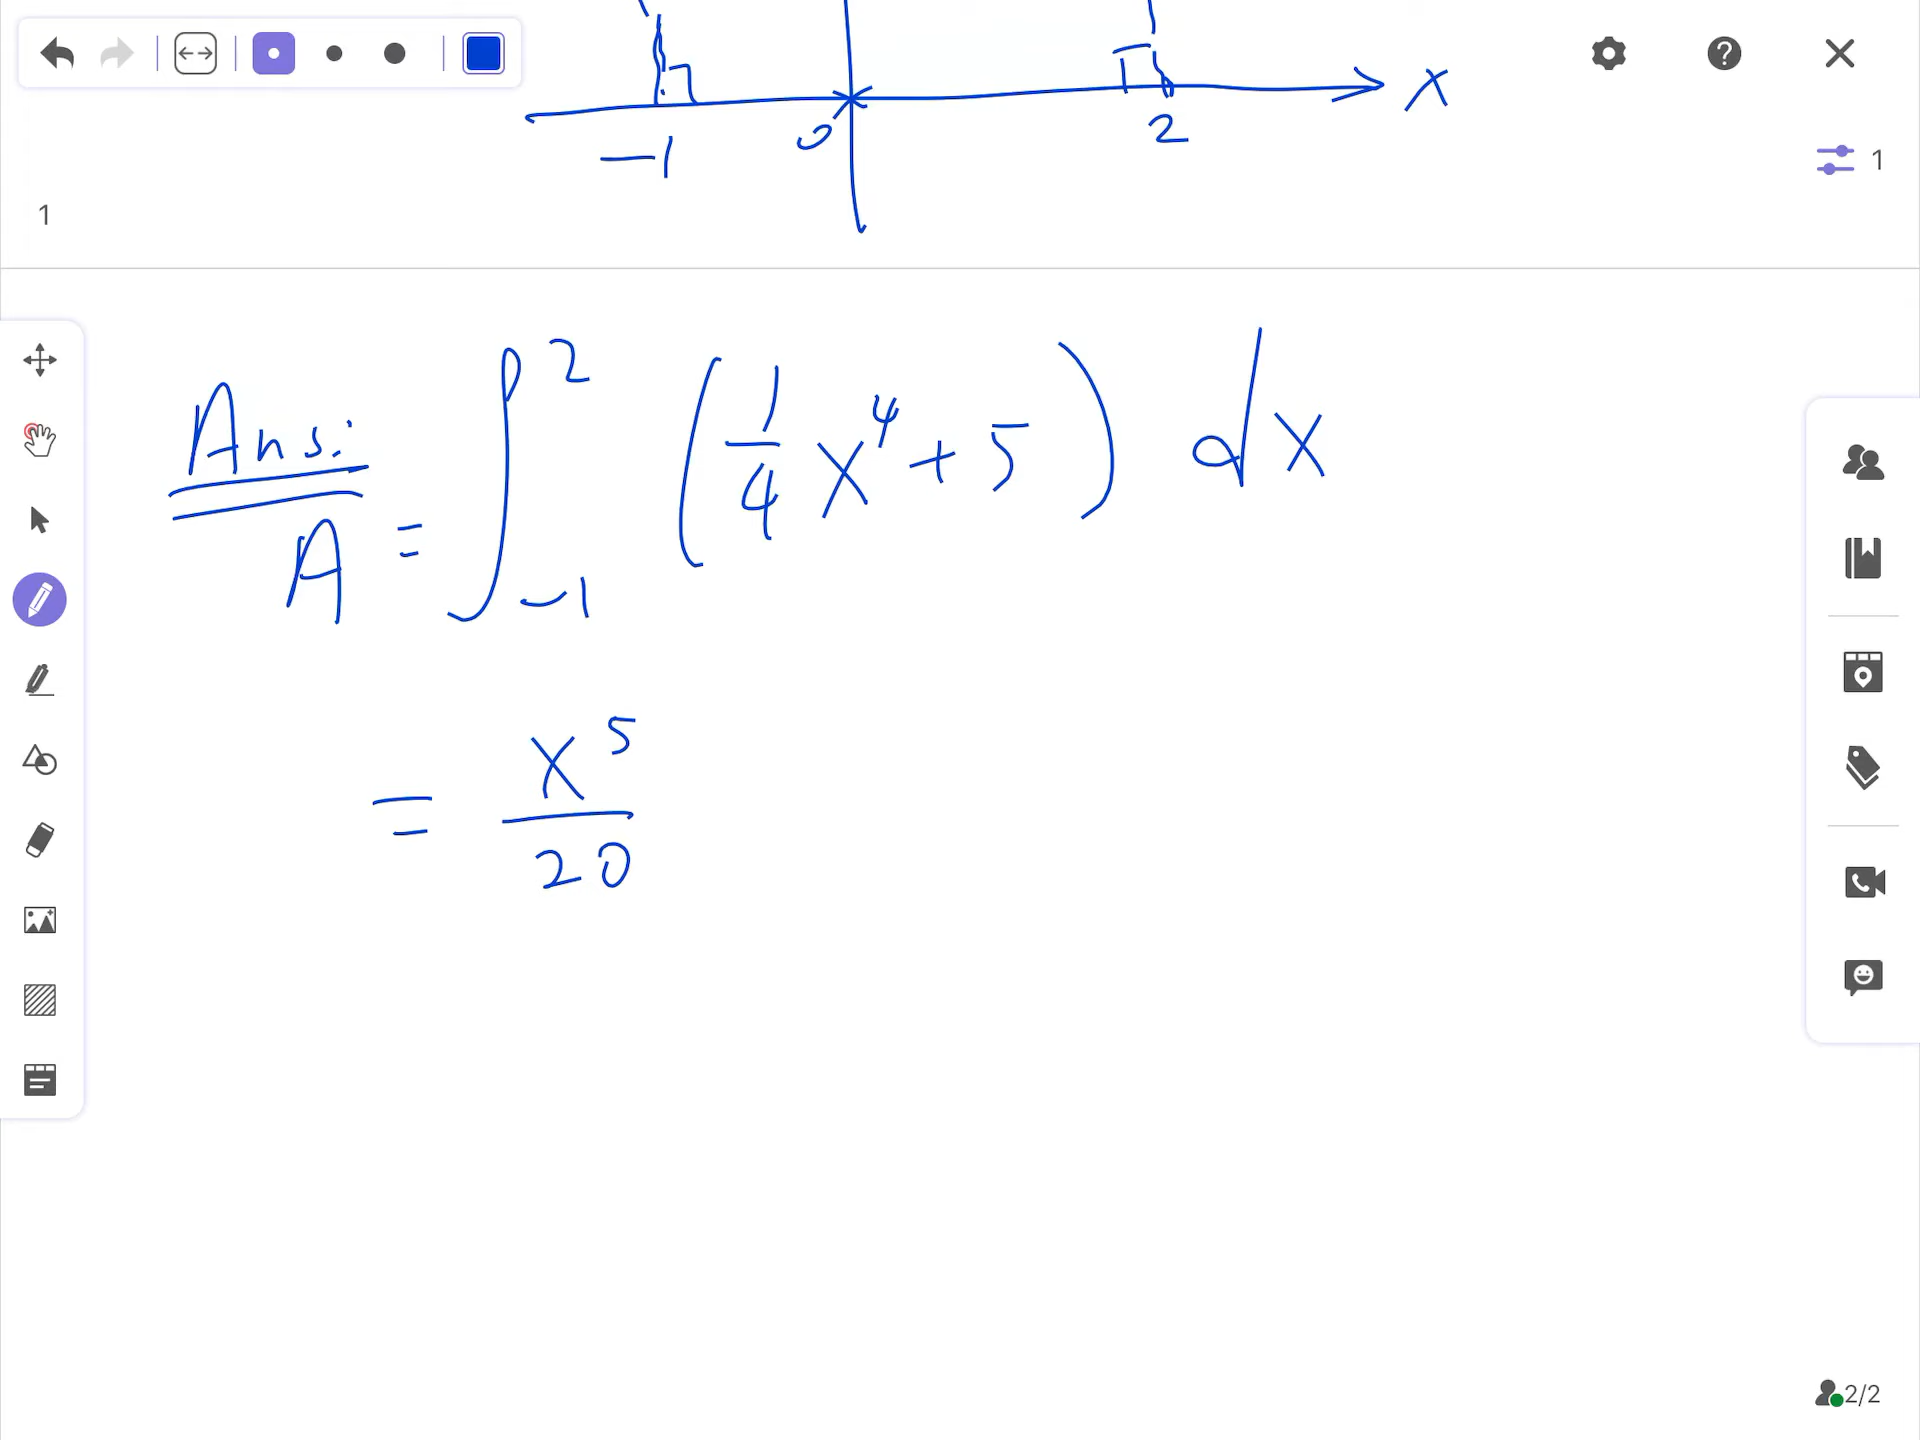 x
-1 0 2
1
1
Ans:
A = ∫_{-1}^{2} (1/4 x^4 + 5) dx
= x^5/20
2/2